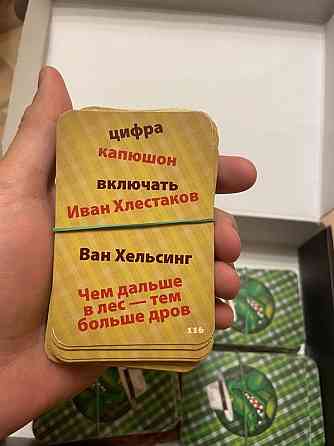 цифра
капюшон
включать
Иван Хлестаков
Ван Хельсинг
Чем дальше
в лес — тем
больше дров
116